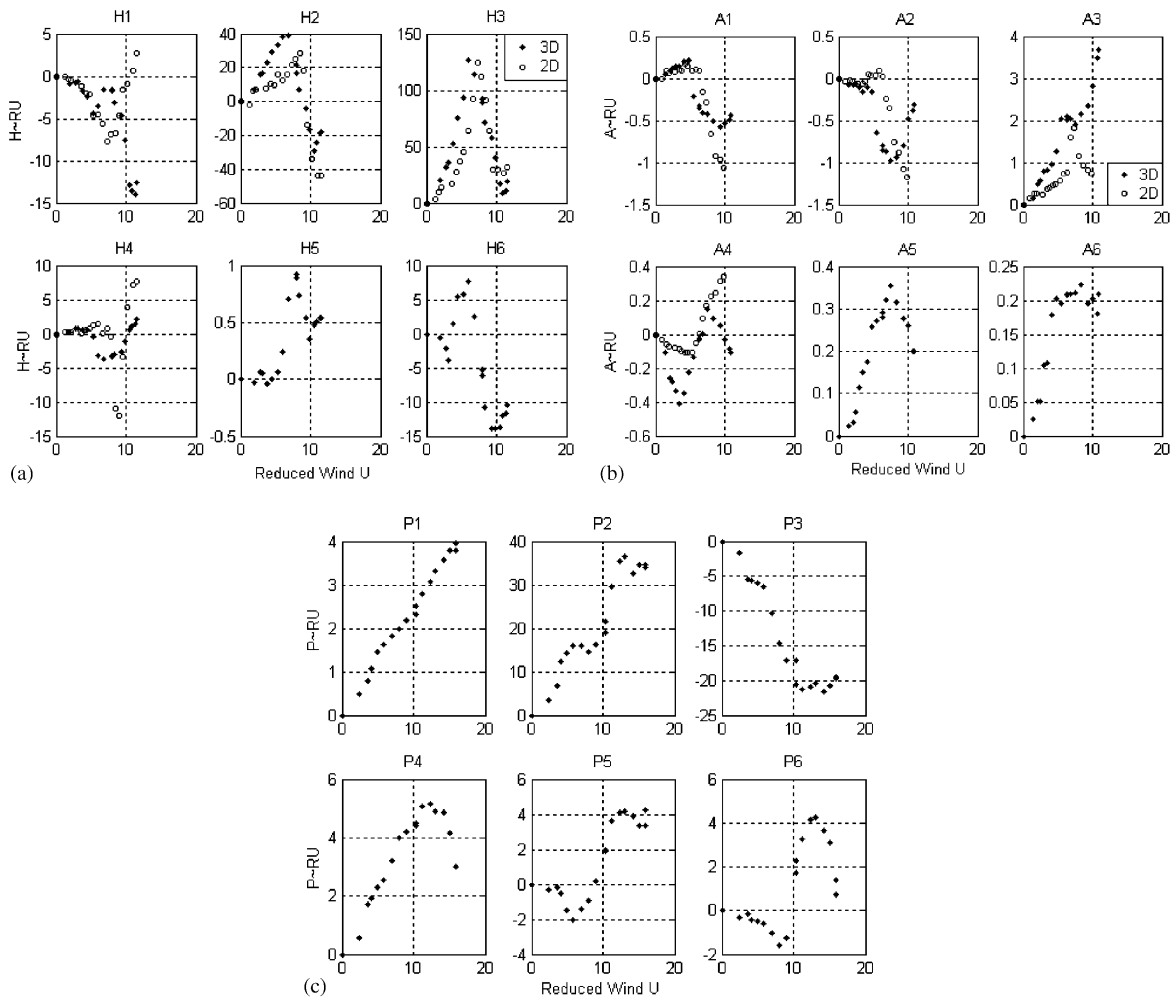 H1 H2 H3
5 40 150
0 20 100
-5 0 50
-10 -20 0
-15 -40
-60
H~RU
3D
2D
0 10 20 0 10 20 0 10 20
H4 H5 H6
10 1 10
5 0.5 5
0 0 0
-5 -0.5 -5
-10 -10
-15 -15
H~RU
0 10 20 0 10 20 0 10 20
Reduced Wind U
(a)
A1 A2 A3
0.5 0.5 4
0 0 3
-0.5 -0.5 2
-1 -1 1
-1.5 -1.5 0
A~RU
3D
2D
0 10 20 0 10 20 0 10 20
A4 A5 A6
0.4 0.4 0.25
0.2 0.3 0.2
0 0.2 0.15
-0.2 0.1 0.1
-0.4 0 0.05
-0.6 0
A~RU
0 10 20 0 10 20 0 10 20
Reduced Wind U
(b)
P1 P2 P3
4 40 0
3 30 -5
2 20 -10
1 10 -15
0 0 -20
-25
P~RU
0 10 20 0 10 20 0 10 20
P4 P5 P6
6 6 6
4 4 4
2 2 2
0 0 0
-2 -2
-4
P~RU
0 10 20 0 10 20 0 10 20
Reduced Wind U
(c)